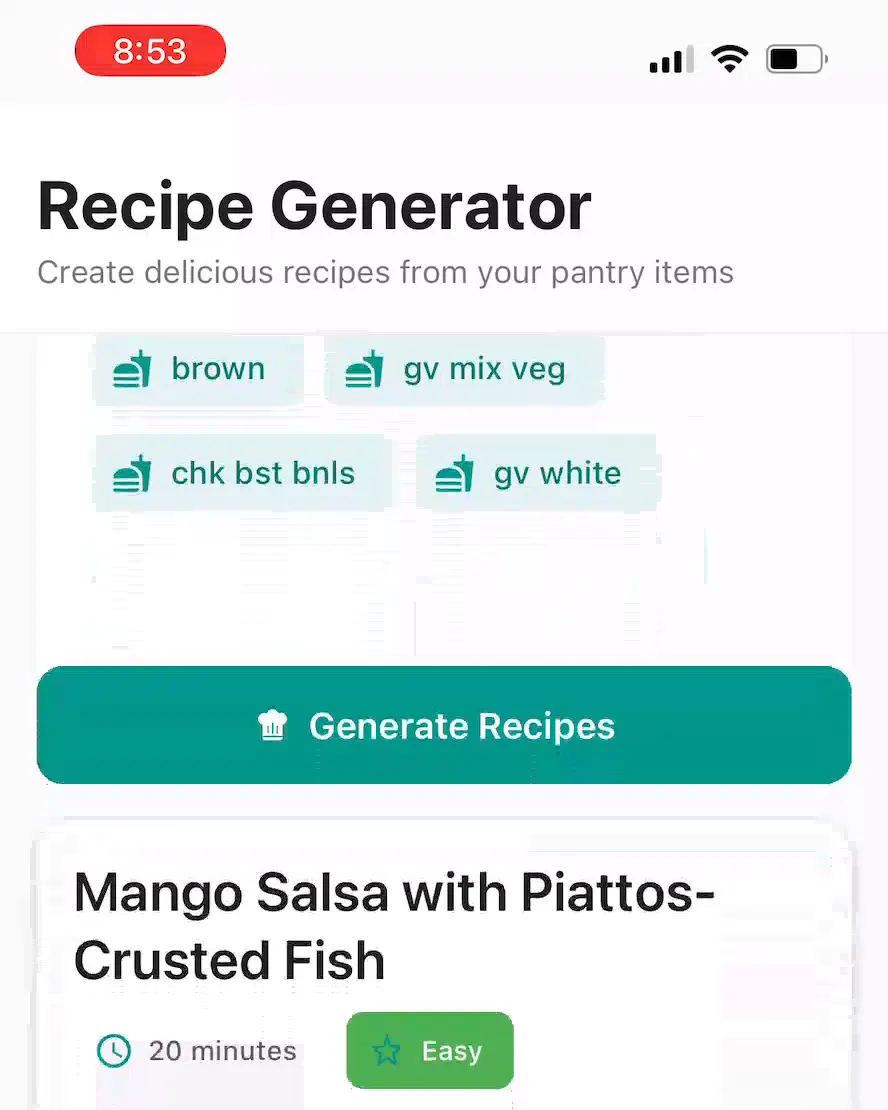 8:53
Recipe Generator
Create delicious recipes from your pantry items
brown gv mix veg
chk bst bnls gv white
Generate Recipes
Mango Salsa with Piattos-
Crusted Fish
20 minutes Easy